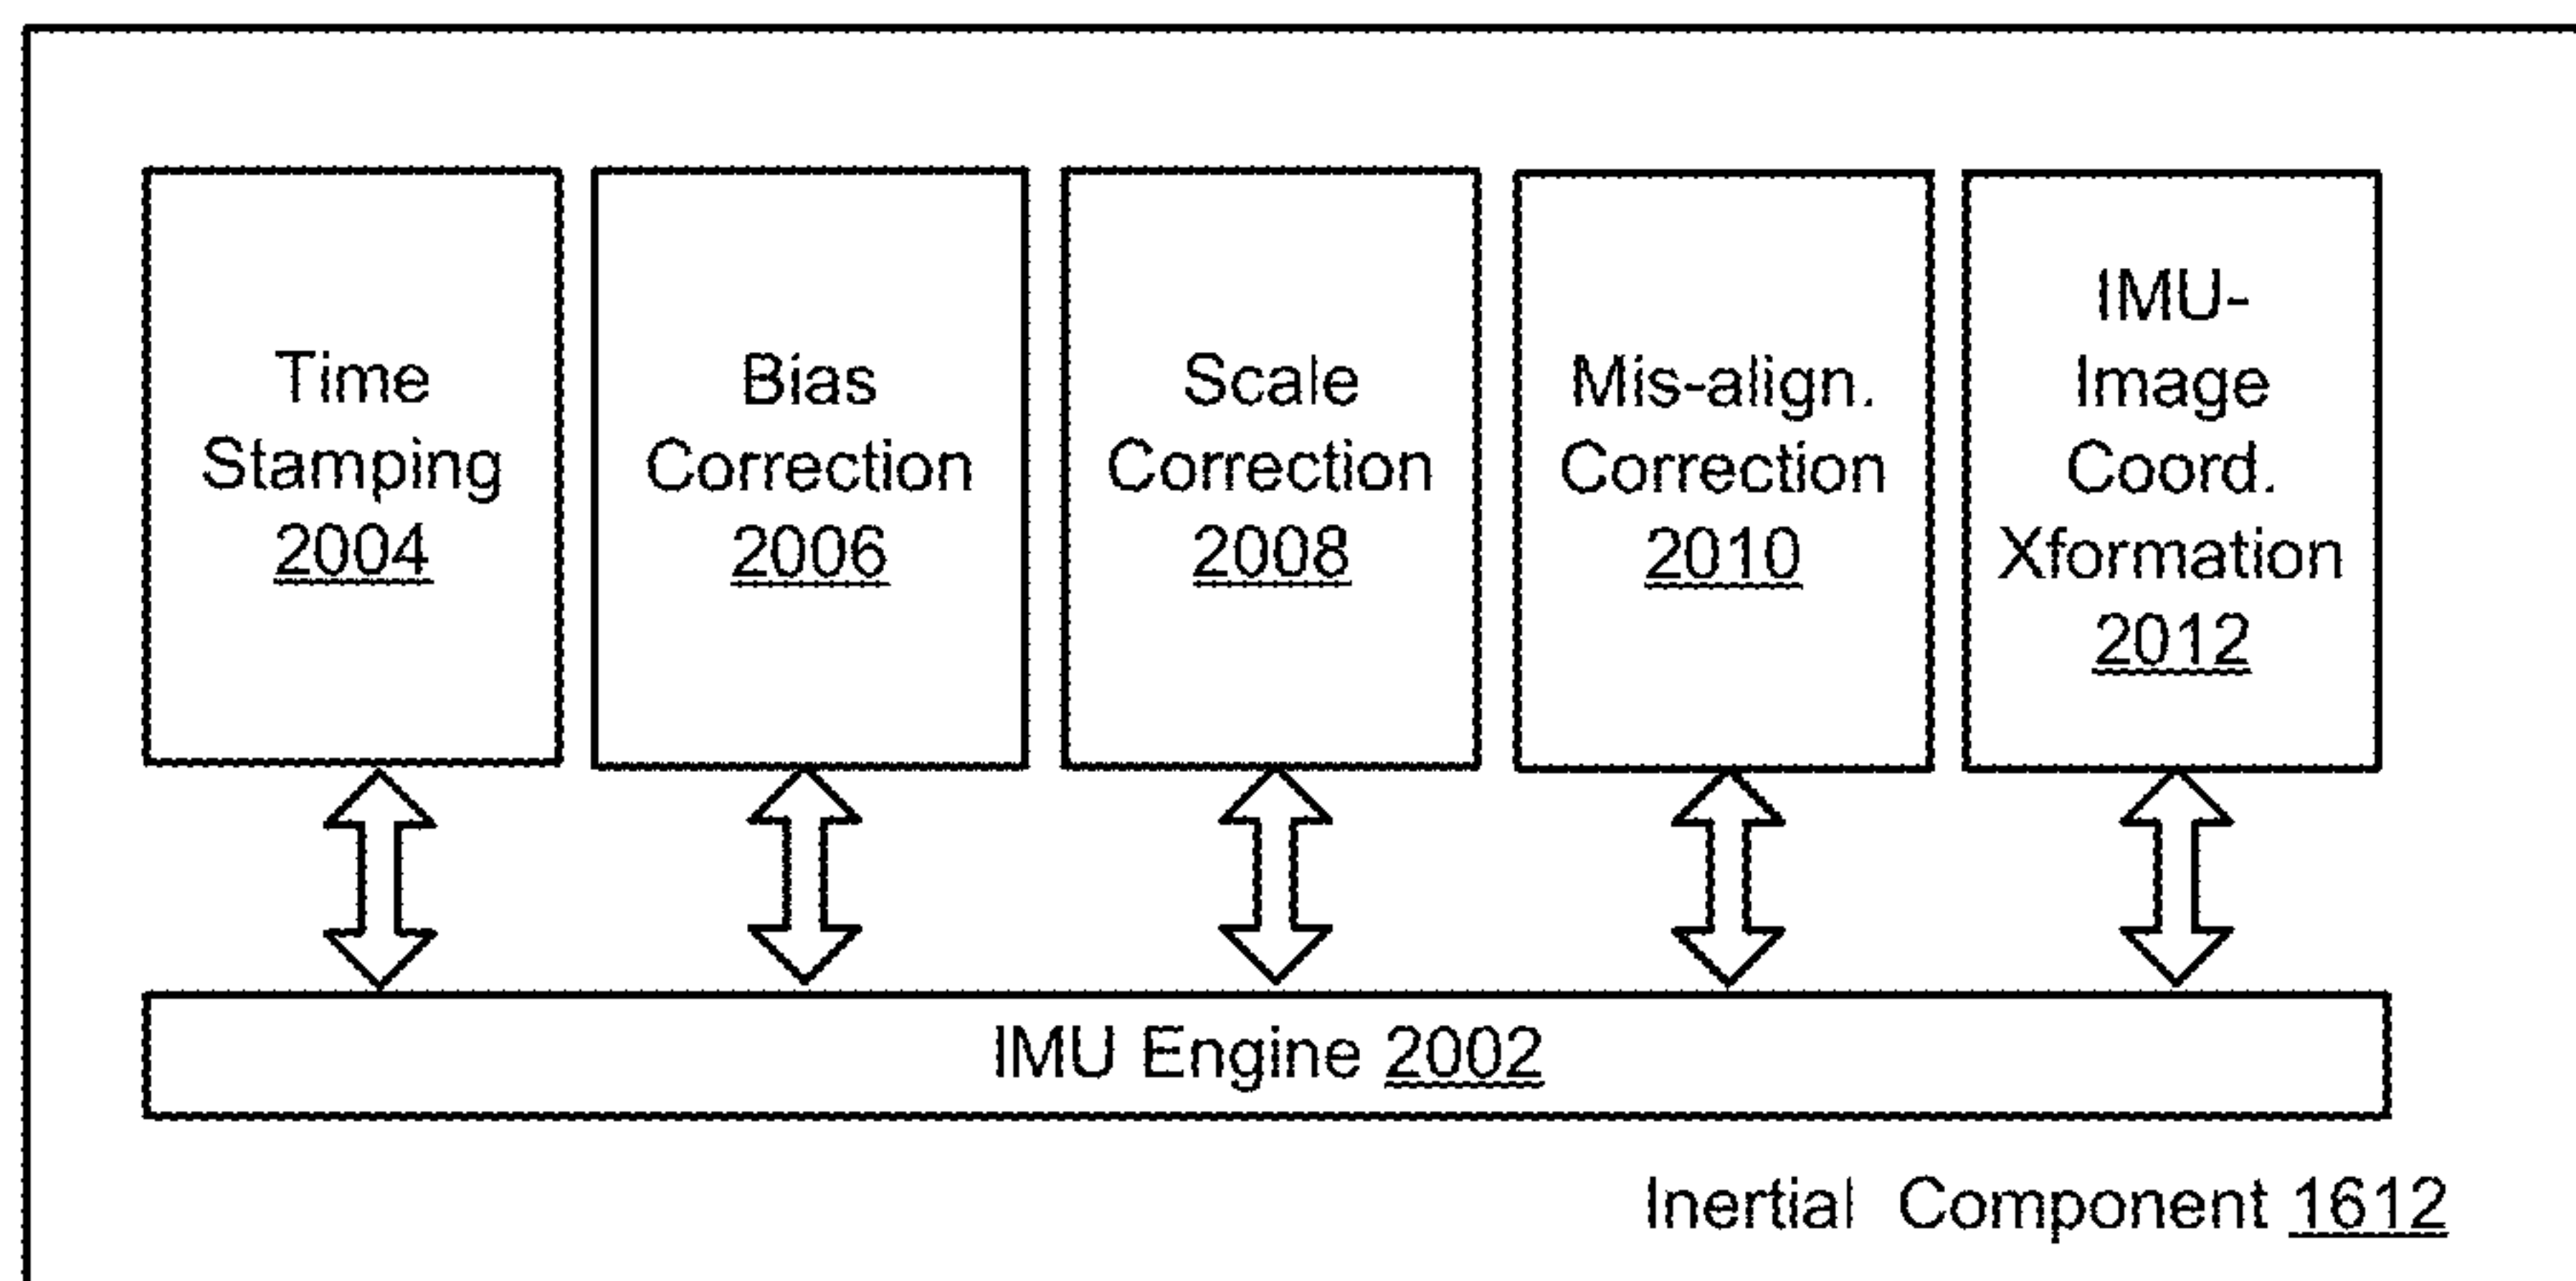 Time
Stamping
2004
Bias
Correction
2006
Scale
Correction
2008
Mis-align.
Correction
2010
IMU-
Image
Coord.
Xformation
2012
IMU Engine 2002
Inertial Component 1612